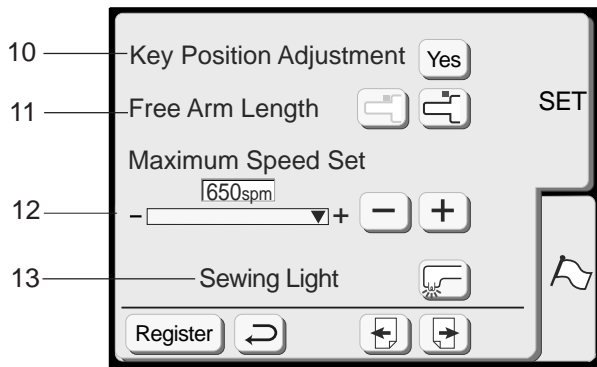 10 Key Position Adjustment Yes
11 Free Arm Length SET
Maximum Speed Set
650spm
12 - +  − +
13 Sewing Light
Register